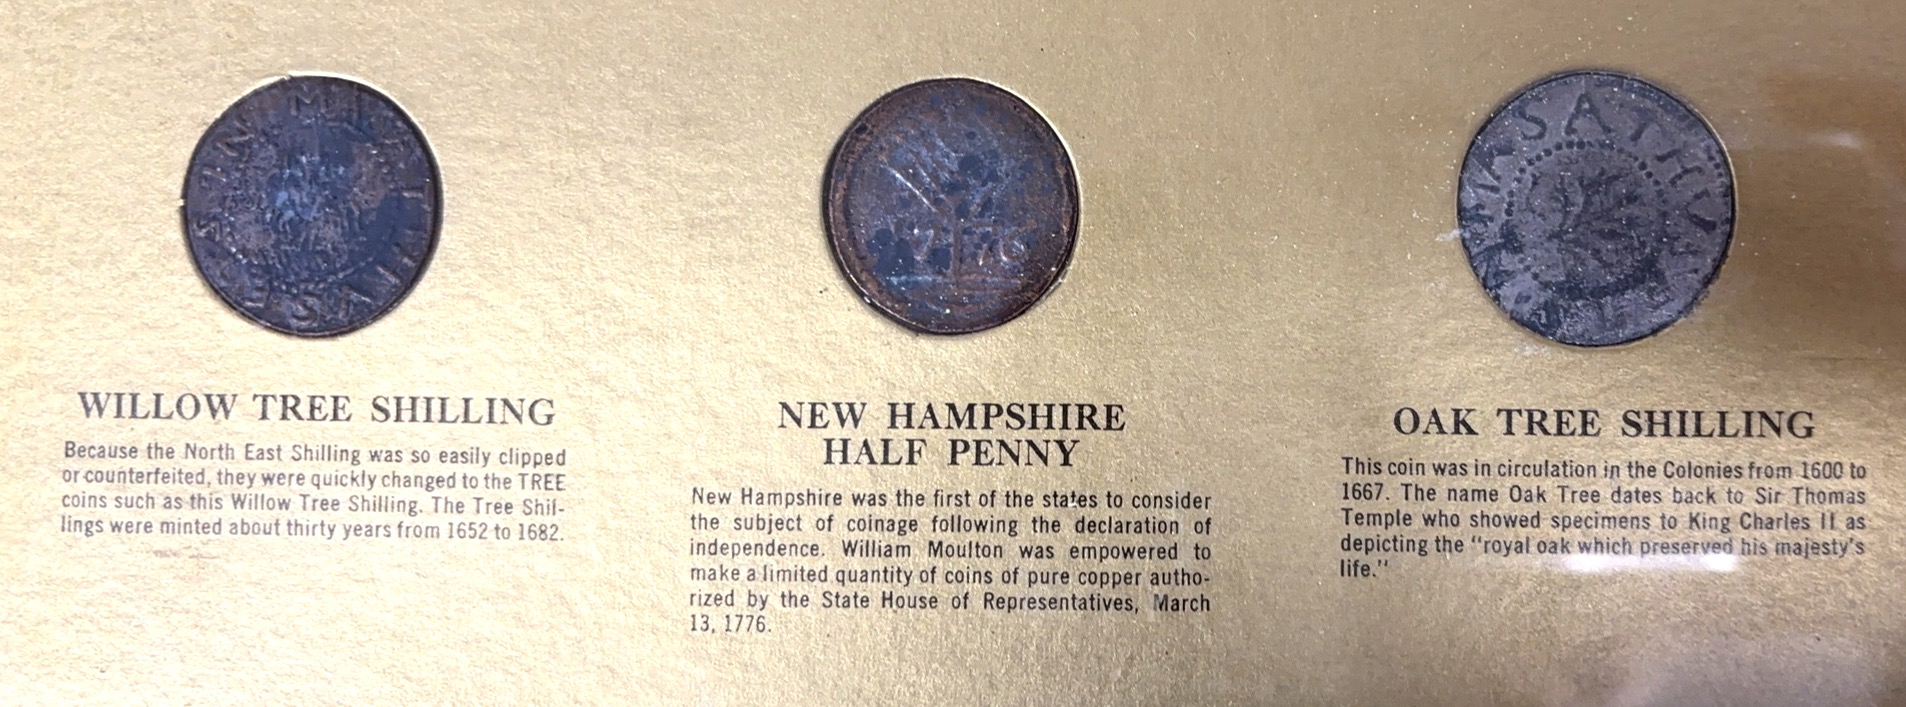 WILLOW TREE SHILLING
Because the North East Shilling was so easily clipped
or counterfeited, they were quickly changed to the TREE
coins such as this Willow Tree Shilling. The Tree Shil-
lings were minted about thirty years from 1652 to 1682.
NEW HAMPSHIRE
HALF PENNY
New Hampshire was the first of the states to consider
the subject of coinage following the declaration of
independence. William Moulton was empowered to
make a limited quantity of coins of pure copper autho-
rized by the State House of Representatives, March
13, 1776.
OAK TREE SHILLING
This coin was in circulation in the Colonies from 1600 to
1667. The name Oak Tree dates back to Sir Thomas
Temple who showed specimens to King Charles II as
depicting the "royal oak which preserved his majesty's
life."